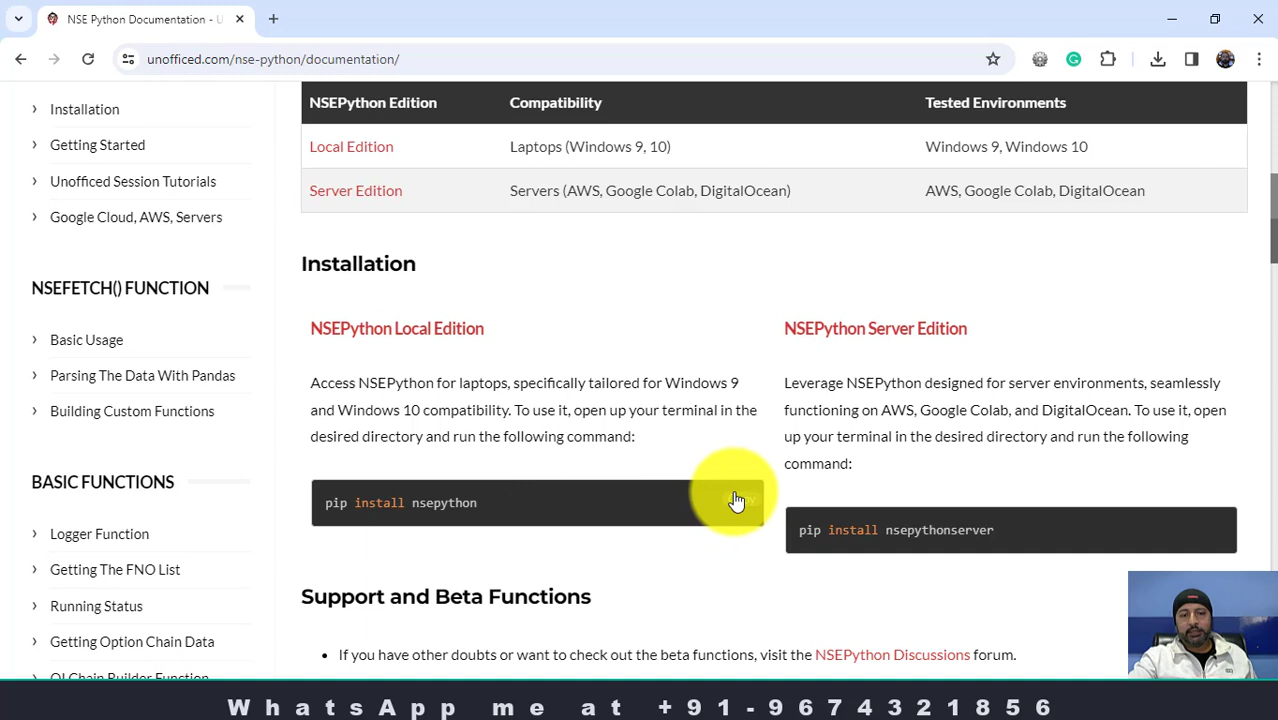 NSE Python Documentation - U
unofficed.com/nse-python/documentation/
Installation
Getting Started
Unofficed Session Tutorials
Google Cloud, AWS, Servers
NSEFETCH() FUNCTION
Basic Usage
Parsing The Data With Pandas
Building Custom Functions
BASIC FUNCTIONS
Logger Function
Getting The FNO List
Running Status
Getting Option Chain Data
OI Chain Builder Function
NSEPython Edition Compatibility Tested Environments
Local Edition Laptops (Windows 9, 10) Windows 9, Windows 10
Server Edition Servers (AWS, Google Colab, DigitalOcean) AWS, Google Colab, DigitalOcean
Installation
NSEPython Local Edition
Access NSEPython for laptops, specifically tailored for Windows 9
and Windows 10 compatibility. To use it, open up your terminal in the
desired directory and run the following command:
pip install nsepython
NSEPython Server Edition
Leverage NSEPython designed for server environments, seamlessly
functioning on AWS, Google Colab, and DigitalOcean. To use it, open
up your terminal in the desired directory and run the following
command:
pip install nsepythonserver
Support and Beta Functions
• If you have other doubts or want to check out the beta functions, visit the NSEPython Discussions forum.
WhatsApp me at +91-9674321856